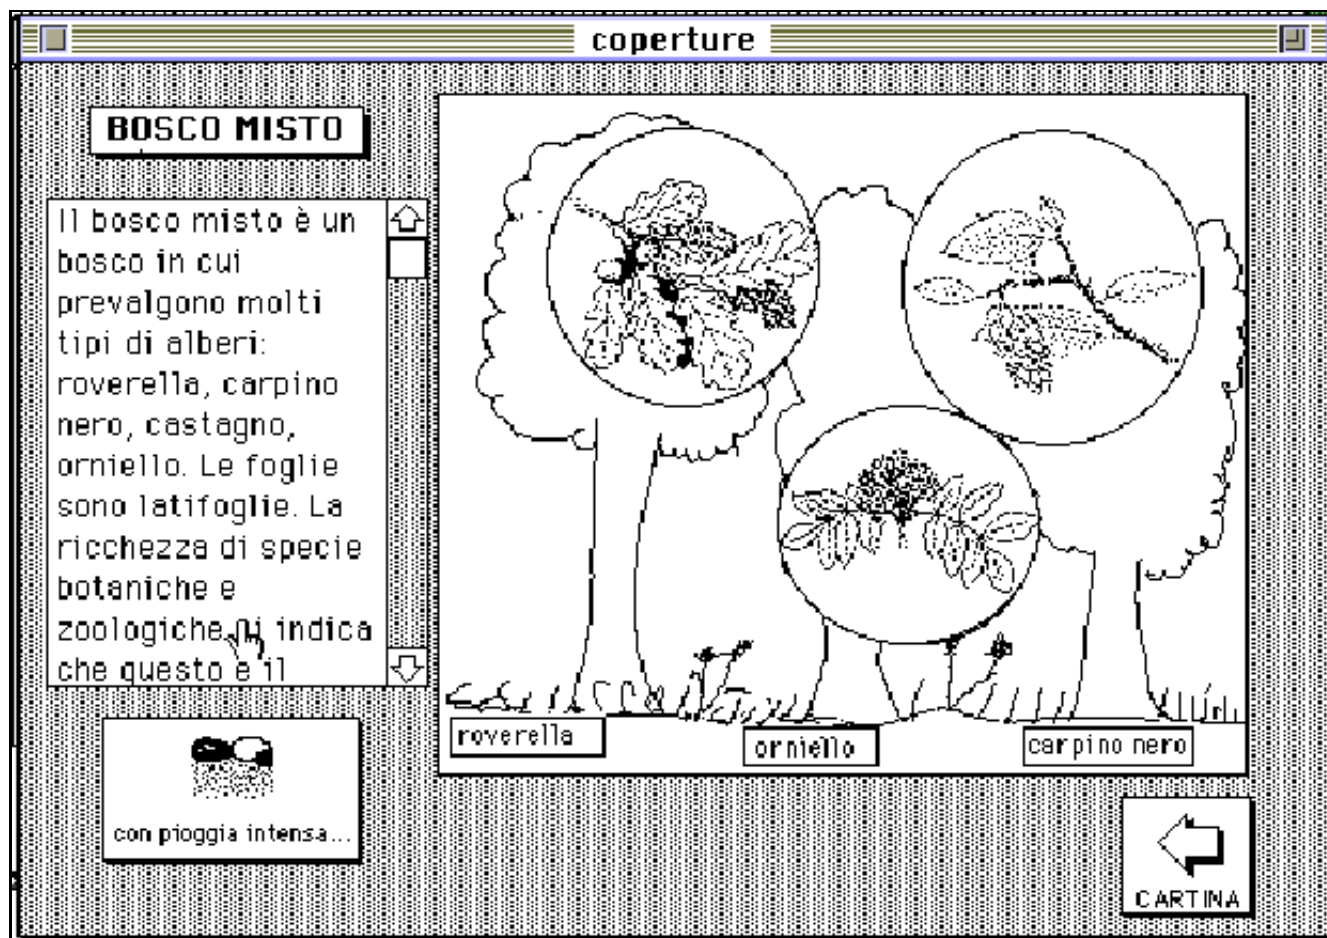 coperture
BOSCO MISTO
Il bosco misto è un
bosco in cui
prevalgono molti
tipi di alberi:
roverella, carpino
nero, castagno,
orniello. Le foglie
sono latifoglie. La
ricchezza di specie
botaniche e
zoologiche indica
che questo è il
con pioggia intensa...
roverella
orniello
carpino nero
CARTINA